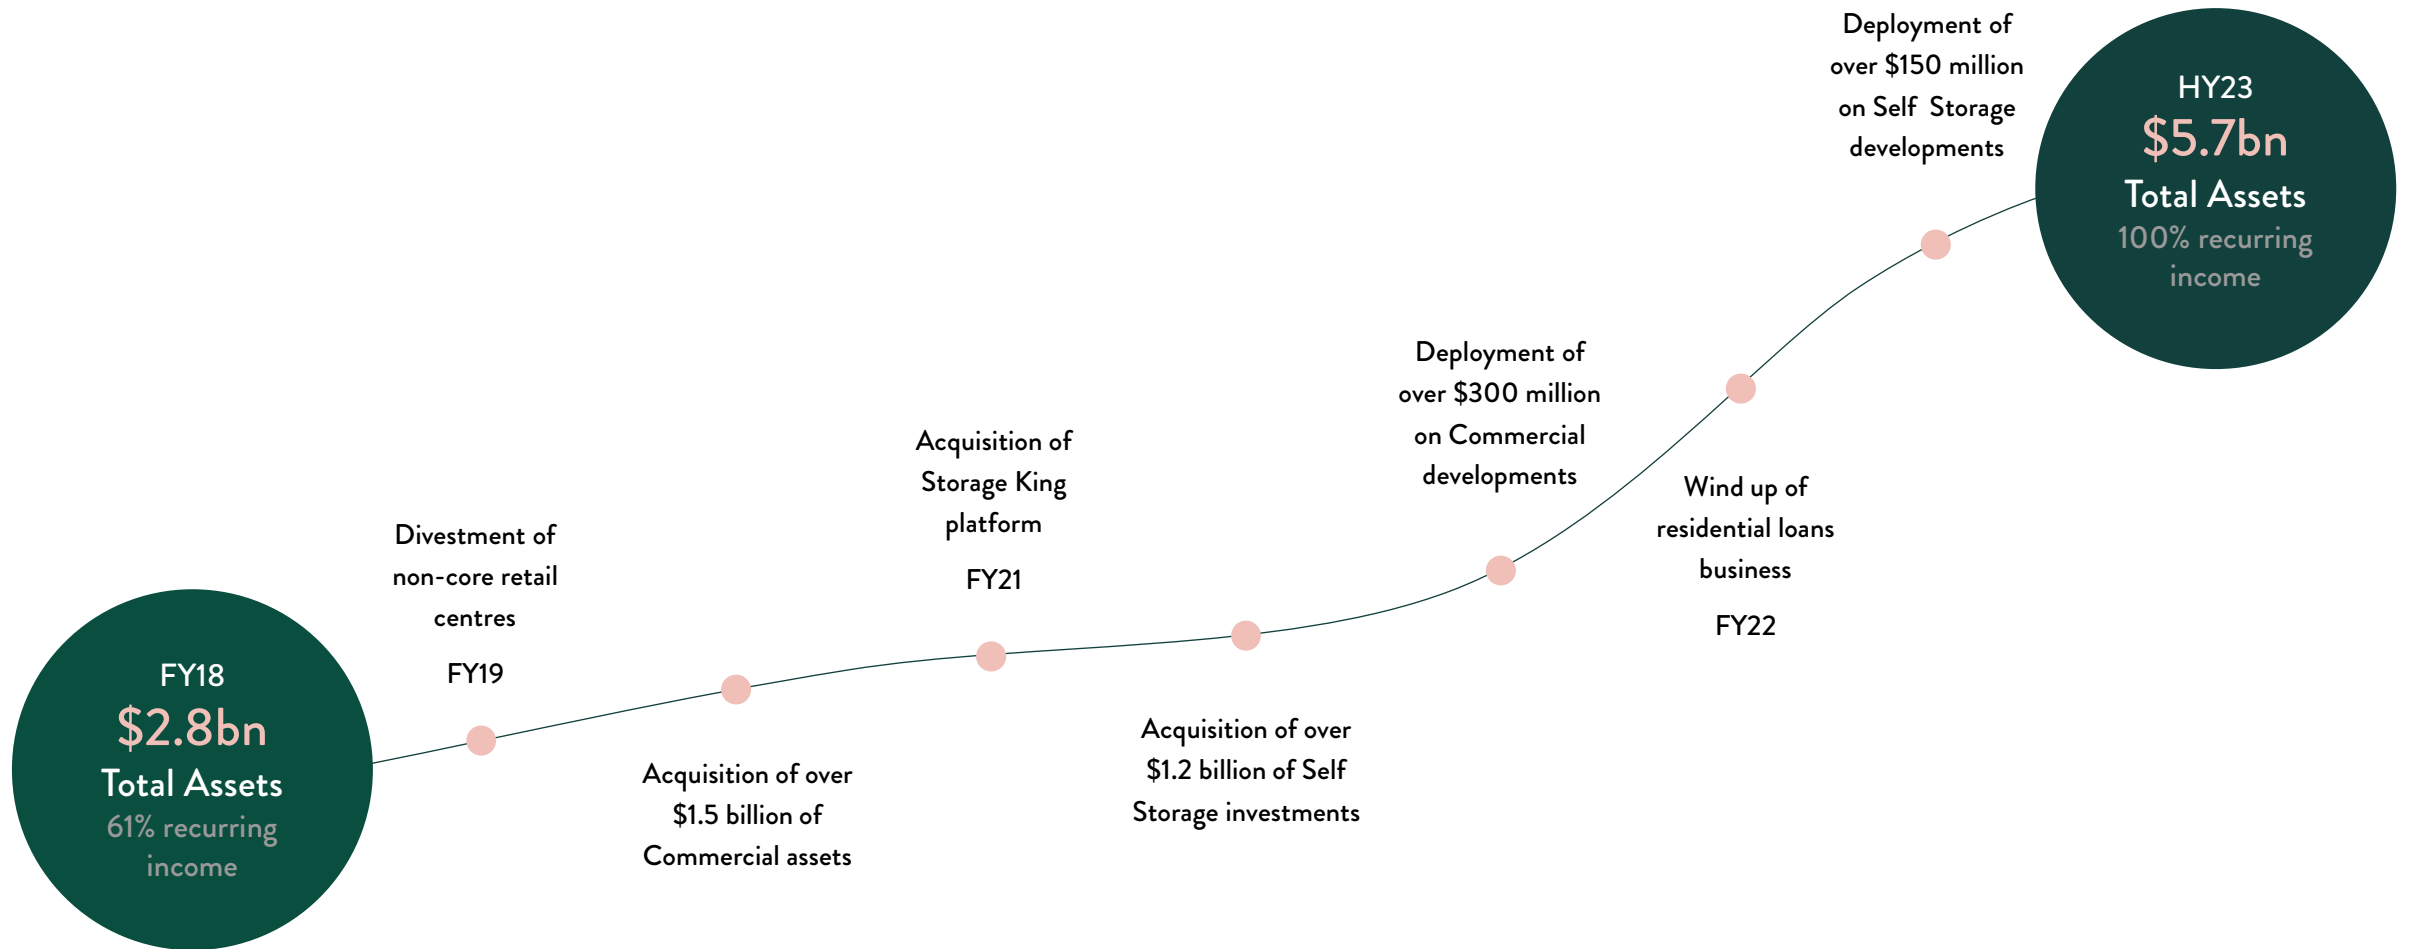 FY18
$2.8bn
Total Assets
61% recurring
income
Divestment of
non-core retail
centres
FY19
Acquisition of over
$1.5 billion of
Commercial assets
Acquisition of
Storage King
platform
FY21
Acquisition of over
$1.2 billion of Self
Storage investments
Deployment of
over $300 million
on Commercial
developments
Wind up of
residential loans
business
FY22
Deployment of
over $150 million
on Self Storage
developments
HY23
$5.7bn
Total Assets
100% recurring
income